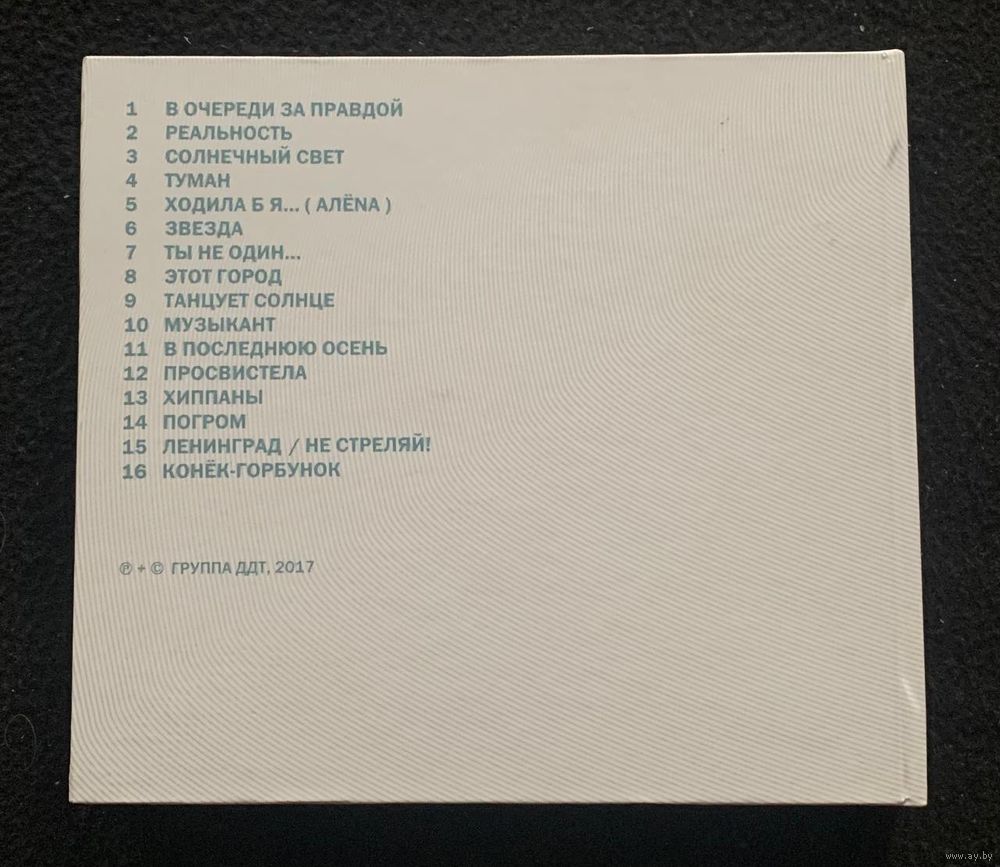 1 В ОЧЕРЕДИ ЗА ПРАВДОЙ
2 РЕАЛЬНОСТЬ
3 СОЛНЕЧНЫЙ СВЕТ
4 ТУМАН
5 ХОДИЛА Б Я... ( АЛЁNА )
6 ЗВЕЗДА
7 ТЫ НЕ ОДИН...
8 ЭТОТ ГОРОД
9 ТАНЦУЕТ СОЛНЦЕ
10 МУЗЫКАНТ
11 В ПОСЛЕДНЮЮ ОСЕНЬ
12 ПРОСВИСТЕЛА
13 ХИППАНЫ
14 ПОГРОМ
15 ЛЕНИНГРАД / НЕ СТРЕЛЯЙ!
16 КОНЁК-ГОРБУНОК
℗ + © ГРУППА ДДТ, 2017
www.ay.by